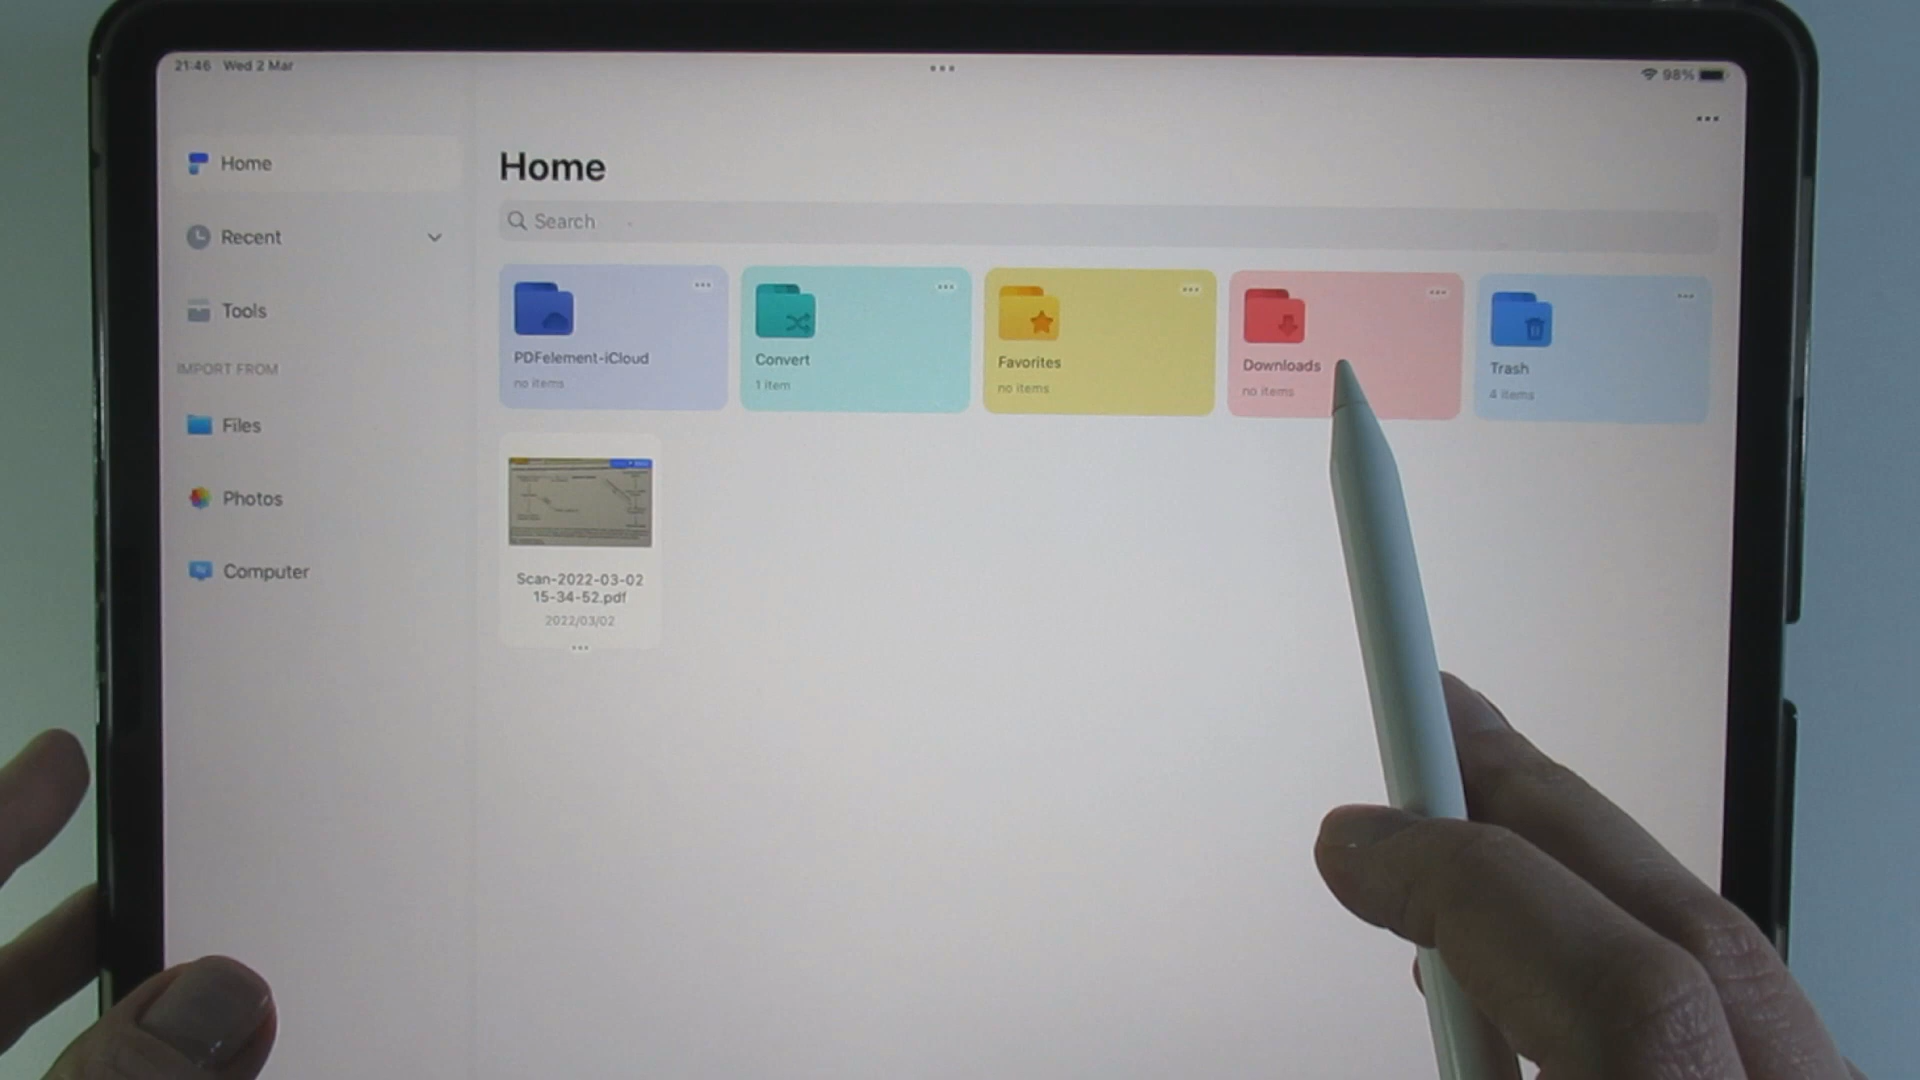 21:46 Wed 2 Mar
98%
Home
Recent
Tools
IMPORT FROM
Files
Photos
Computer
Home
Search
PDFelement-iCloud
no items
Convert
1 item
Favorites
no items
Downloads
no items
Trash
4 items
Scan-2022-03-02
15-34-52.pdf
2022/03/02